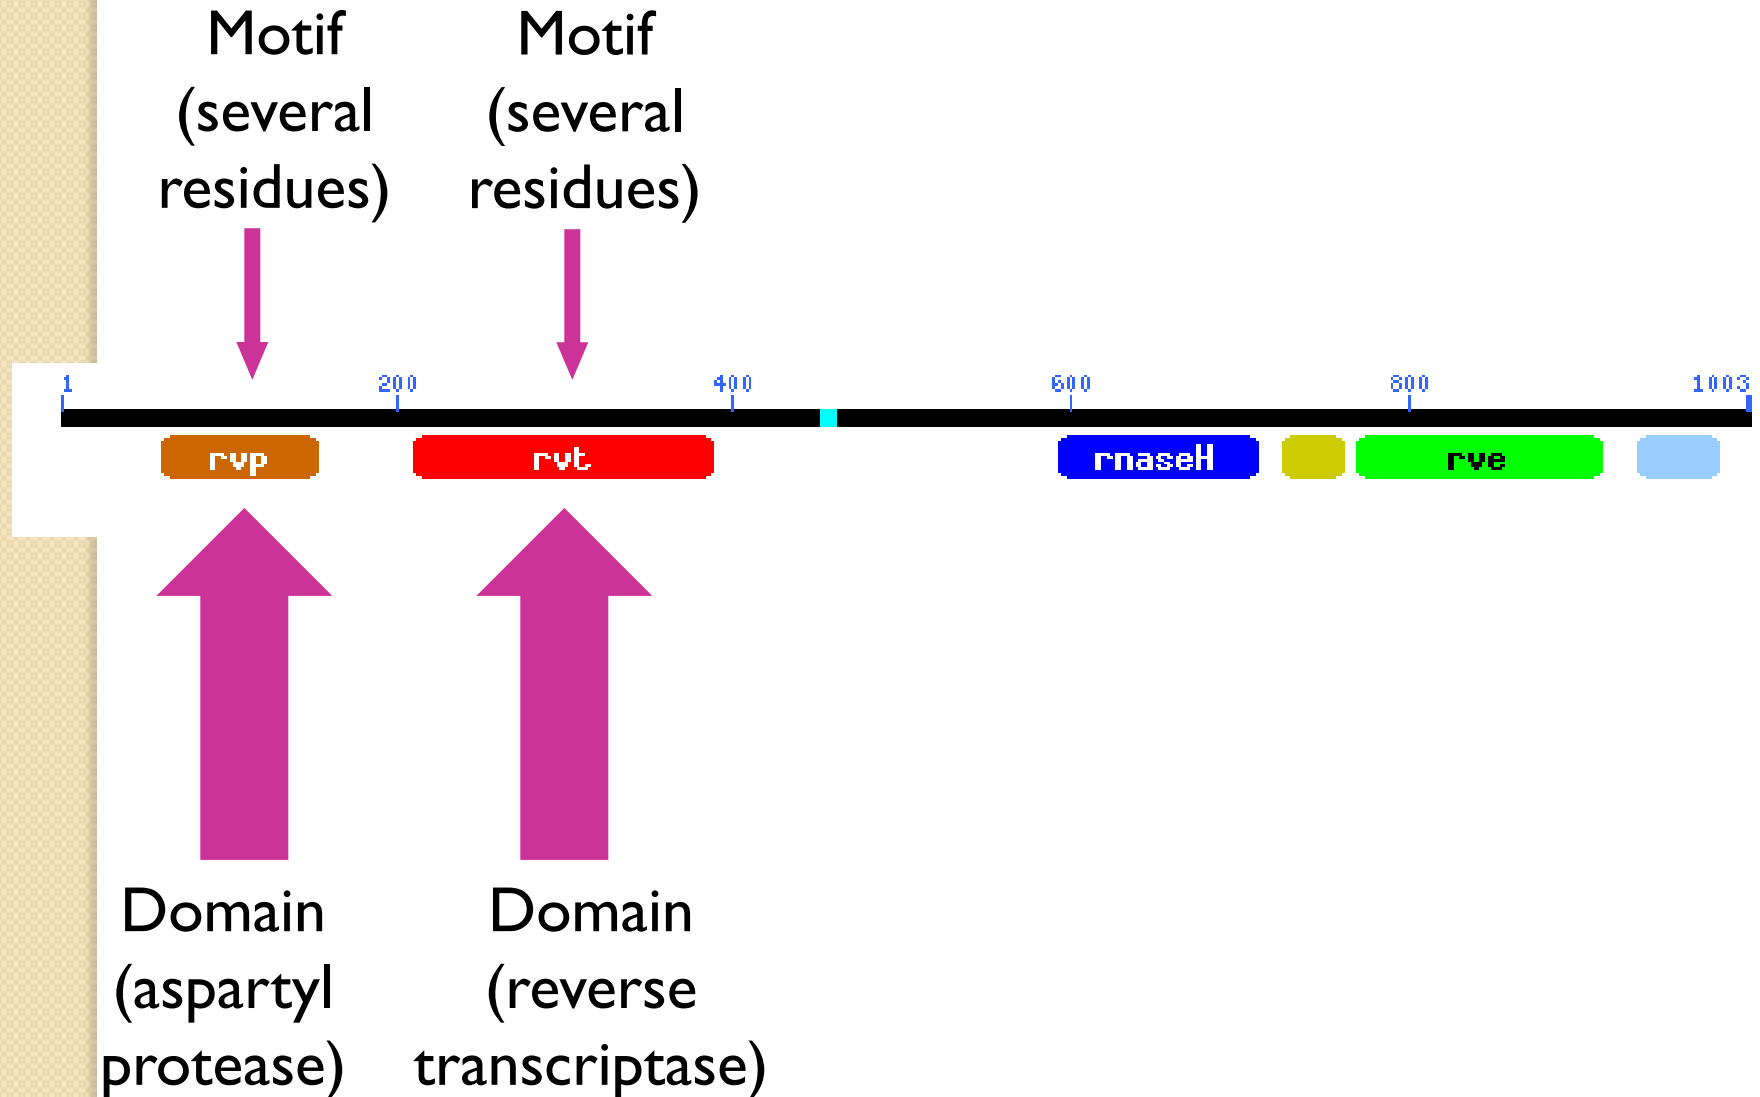 Motif
(several
residues)
Motif
(several
residues)
1 200 400 600 800 1003
rvp rvt rnaseH rve
Domain
(aspartyl
protease)
Domain
(reverse
transcriptase)